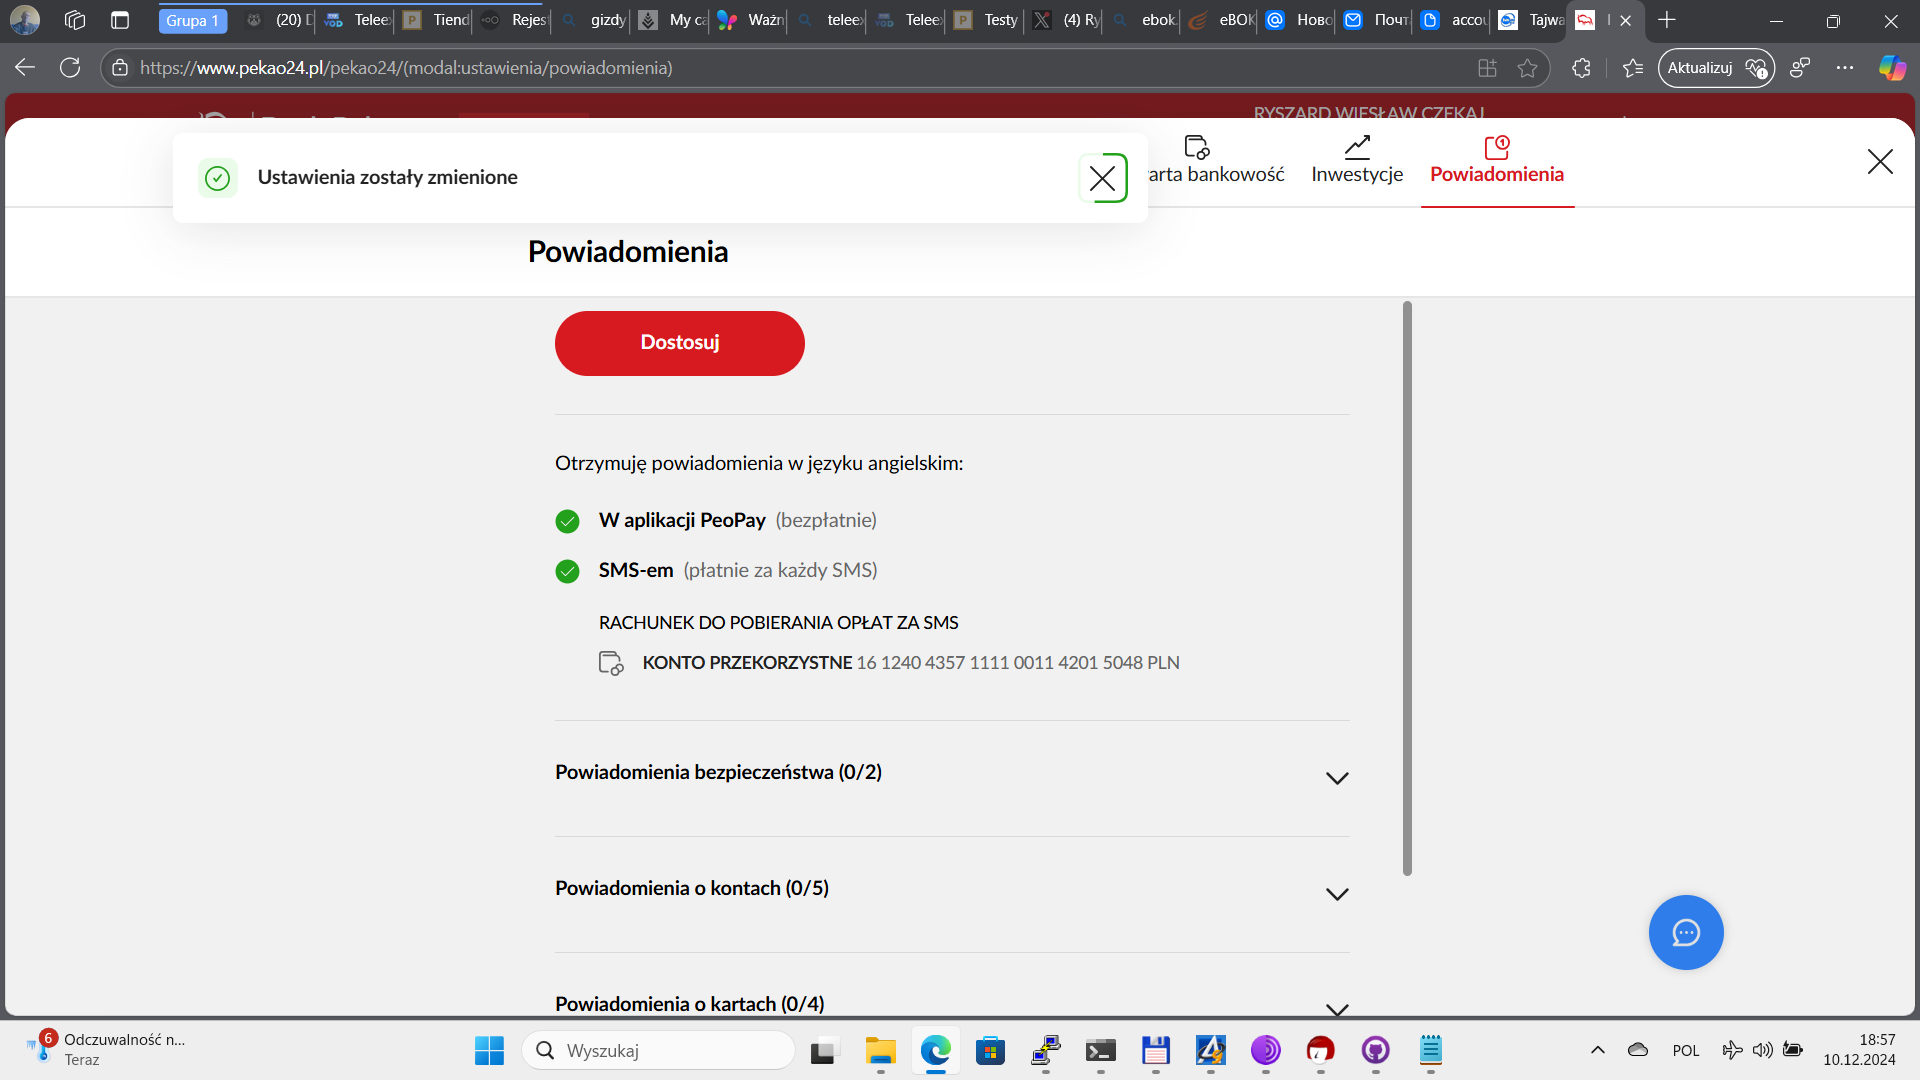 Grupa 1
(20) D
Teleex
Tiend
Rejes
gizdy
My ca
Ważn
teleex
Teleex
Testy
(4) Ry
ebok.
eBOK
Ново
Почт
accou
Tajwa
https://www.pekao24.pl/pekao24/(modal:ustawienia/powiadomienia)
Aktualizuj
RYSZARD WIESŁAW CZEKAJ
Ustawienia zostały zmienione
arta bankowość
Inwestycje
Powiadomienia
Powiadomienia
Dostosuj
Otrzymuję powiadomienia w języku angielskim:
W aplikacji PeoPay (bezpłatnie)
SMS-em (płatnie za każdy SMS)
RACHUNEK DO POBIERANIA OPŁAT ZA SMS
KONTO PRZEKORZYSTNE 16 1240 4357 1111 0011 4201 5048 PLN
Powiadomienia bezpieczeństwa (0/2)
Powiadomienia o kontach (0/5)
Powiadomienia o kartach (0/4)
6
Odczuwalność n...
Teraz
Wyszukaj
POL
18:57
10.12.2024